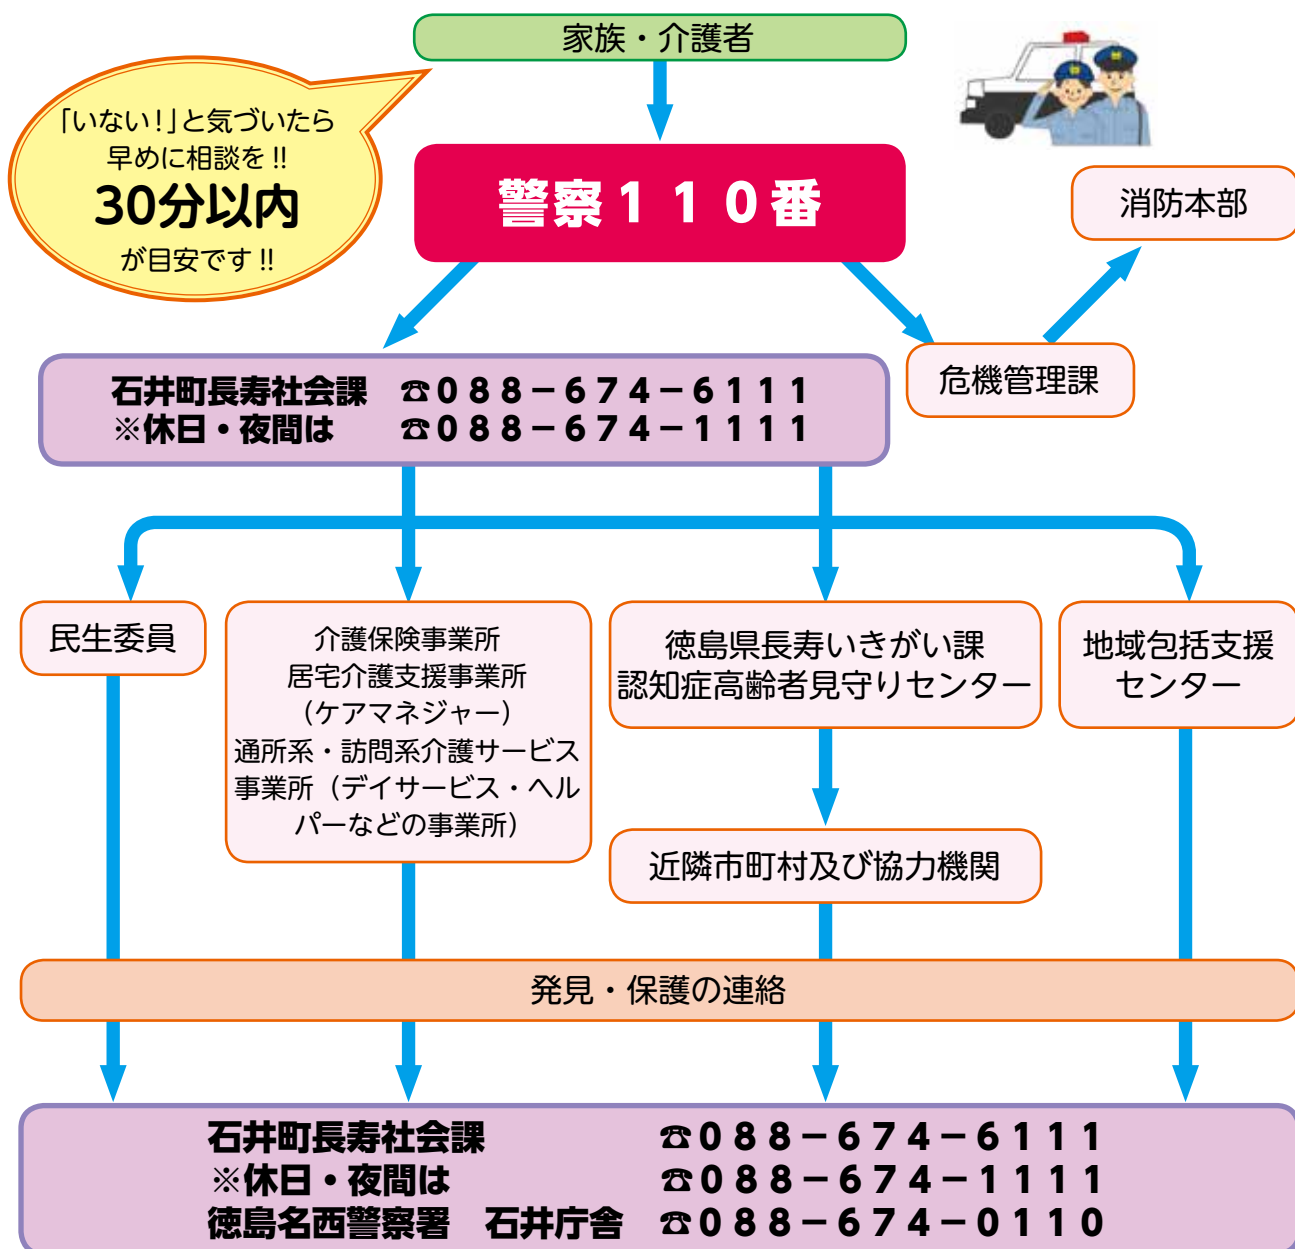 家族・介護者
「いない！」と気づいたら
早めに相談を!!
30分以内
が目安です!!
警察１１０番
消防本部
危機管理課
石井町長寿社会課 ☎０８８－６７４－６１１１
※休日・夜間は ☎０８８－６７４－１１１１
民生委員
介護保険事業所
居宅介護支援事業所
（ケアマネジャー）
通所系・訪問系介護サービス
事業所（デイサービス・ヘル
パーなどの事業所）
徳島県長寿いきがい課
認知症高齢者見守りセンター
地域包括支援
センター
近隣市町村及び協力機関
発見・保護の連絡
石井町長寿社会課 ☎０８８－６７４－６１１１
※休日・夜間は ☎０８８－６７４－１１１１
徳島名西警察署　石井庁舎 ☎０８８－６７４－０１１０